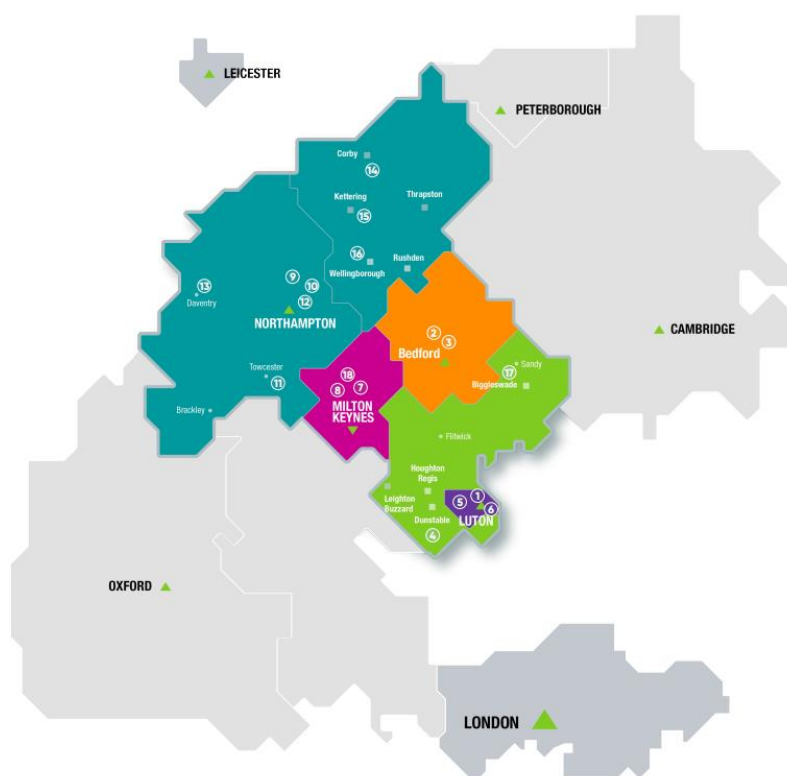 LEICESTER
PETERBOROUGH
Corby
14
Kettering
15
Thrapston
16
Wellingborough
Rushden
13
Daventry
9
10
12
NORTHAMPTON
2
3
Bedford
CAMBRIDGE
Towcester
11
Brackley
18
8
7
MILTON
KEYNES
17
Sandy
Biggleswade
Flitwick
Houghton
Regis
Leighton
Buzzard
Dunstable
4
5
1
6
LUTON
OXFORD
LONDON